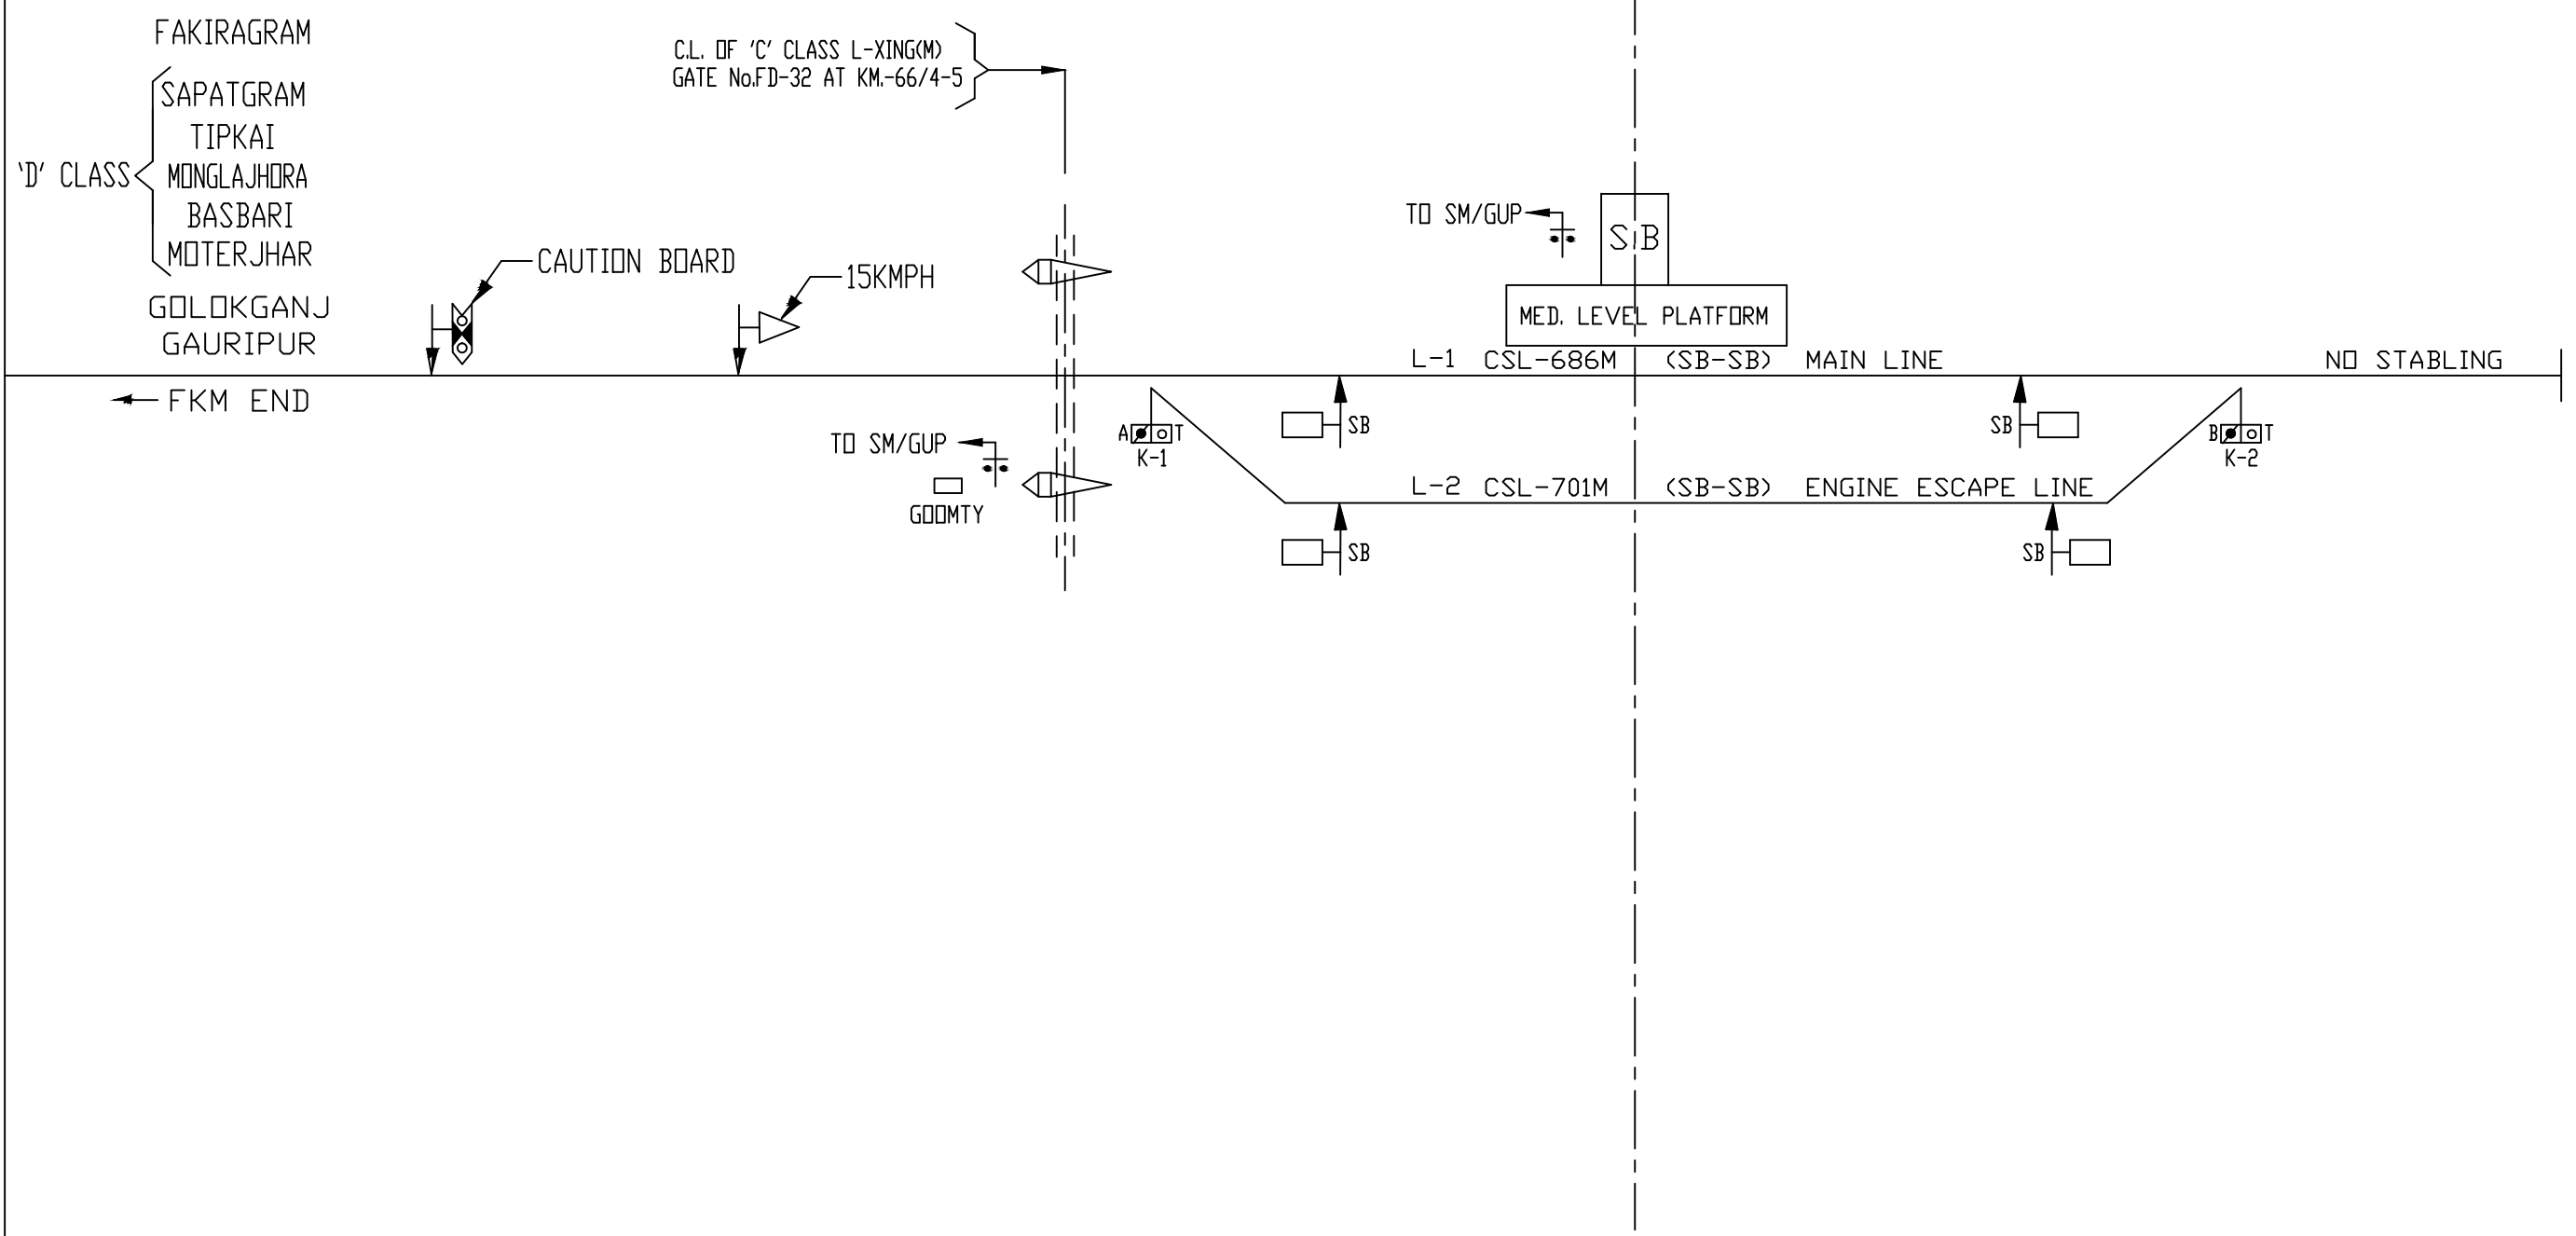 FAKIRAGRAM
'D' CLASS
SAPATGRAM
TIPKAI
MONGLAJHORA
BASBARI
MOTERJHAR
GOLOKGANJ
GAURIPUR
FKM END
CAUTION BOARD
15KMPH
C.L. OF 'C' CLASS L-XING(M)
GATE No.FD-32 AT KM.-66/4-5
TO SM/GUP
GOOMTY
A T
K-1
TO SM/GUP
SB
MED. LEVEL PLATFORM
L-1 CSL-686M (SB-SB) MAIN LINE
NO STABLING
SB
SB
L-2 CSL-701M (SB-SB) ENGINE ESCAPE LINE
SB
SB
B T
K-2